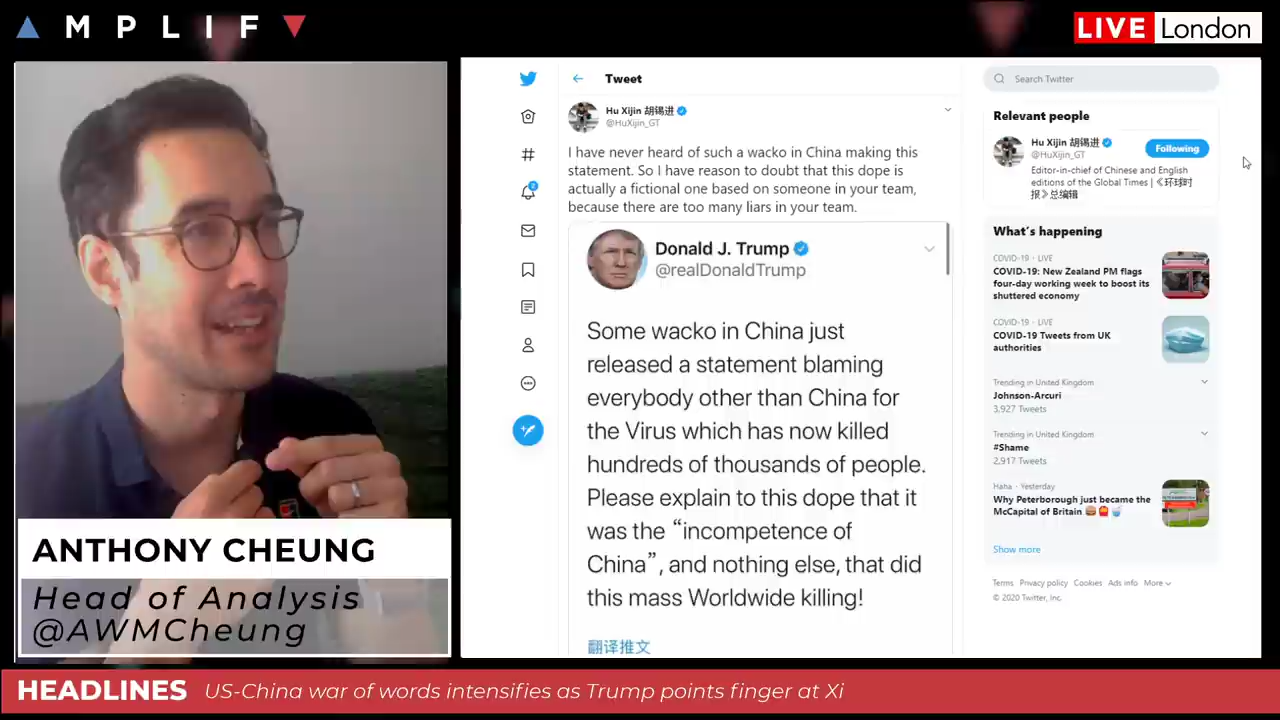 AMPLIFY
LIVE London
Tweet
Hu Xijin 胡锡进
@HuXijin_GT
I have never heard of such a wacko in China making this
statement. So I have reason to doubt that this dope is
actually a fictional one based on someone in your team,
because there are too many liars in your team.
Donald J. Trump
@realDonaldTrump
Some wacko in China just
released a statement blaming
everybody other than China for
the Virus which has now killed
hundreds of thousands of people.
Please explain to this dope that it
was the “incompetence of
China”, and nothing else, that did
this mass Worldwide killing!
翻译推文
Search Twitter
Relevant people
Hu Xijin 胡锡进
@HuXijin_GT
Following
Editor-in-chief of Chinese and English
editions of the Global Times | 《环球时
报》总编辑
What's happening
COVID-19 · LIVE
COVID-19: New Zealand PM flags
four-day working week to boost its
shuttered economy
COVID-19 · LIVE
COVID-19 Tweets from UK
authorities
Trending in United Kingdom
Johnson-Arcuri
3,927 Tweets
Trending in United Kingdom
#Shame
2,917 Tweets
Haha · Yesterday
Why Peterborough just became the
McCapital of Britain 🍔🍟🥤
Show more
Terms Privacy policy Cookies Ads info More
© 2020 Twitter, Inc.
ANTHONY CHEUNG
Head of Analysis
@AWMCheung
HEADLINES US-China war of words intensifies as Trump points finger at Xi